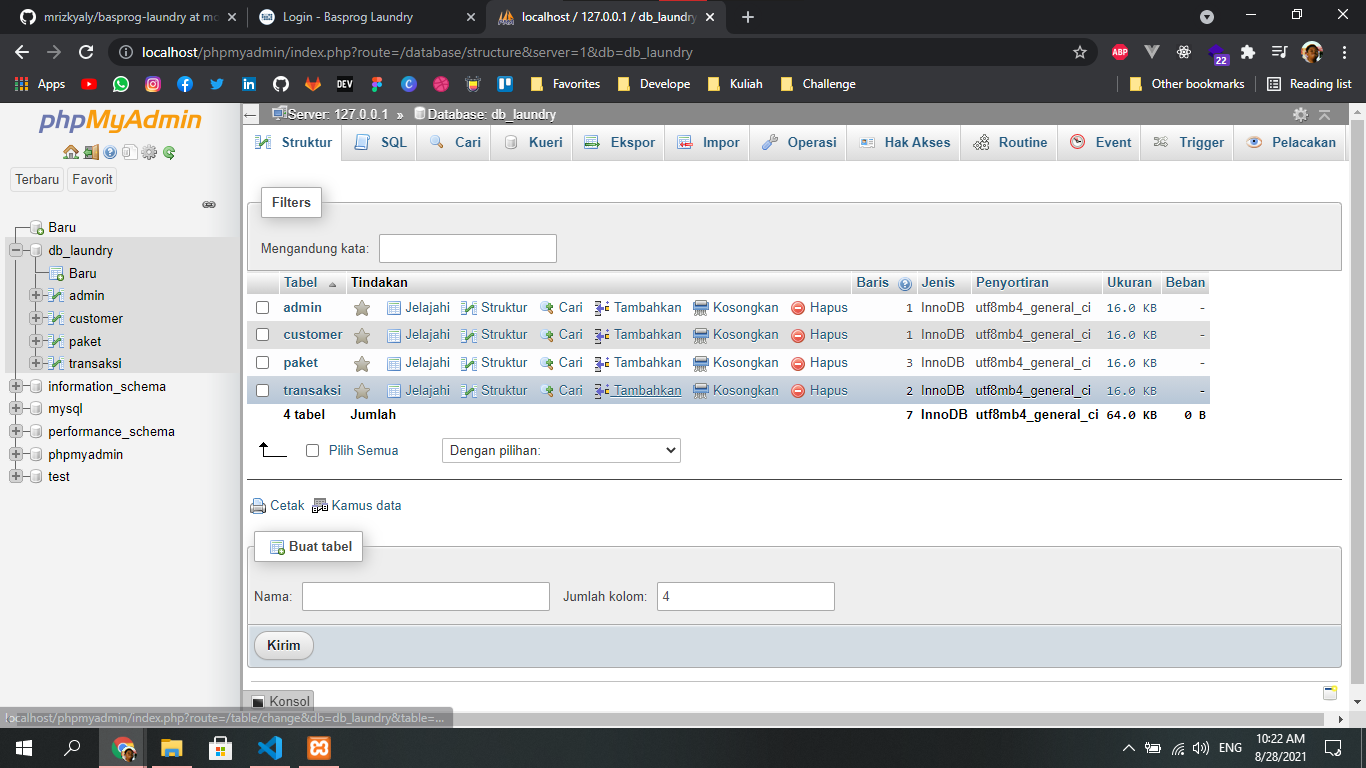 mrizkyaly/basprog-laundry at mo
Login - Basprog Laundry
localhost / 127.0.0.1 / db_laundry
localhost/phpmyadmin/index.php?route=/database/structure&server=1&db=db_laundry
ABP
22
Apps
DEV
Favorites
Develope
Kuliah
Challenge
Other bookmarks
Reading list
phpMyAdmin
Terbaru
Favorit
Baru
db_laundry
Baru
admin
customer
paket
transaksi
information_schema
mysql
performance_schema
phpmyadmin
test
Server: 127.0.0.1 » Database: db_laundry
Struktur SQL Cari Kueri Ekspor Impor Operasi Hak Akses Routine Event Trigger Pelacakan
Filters
Mengandung kata:
Tabel Tindakan Baris Jenis Penyortiran Ukuran Beban
admin Jelajahi Struktur Cari Tambahkan Kosongkan Hapus 1 InnoDB utf8mb4_general_ci 16.0 KB -
customer Jelajahi Struktur Cari Tambahkan Kosongkan Hapus 1 InnoDB utf8mb4_general_ci 16.0 KB -
paket Jelajahi Struktur Cari Tambahkan Kosongkan Hapus 3 InnoDB utf8mb4_general_ci 16.0 KB -
transaksi Jelajahi Struktur Cari Tambahkan Kosongkan Hapus 2 InnoDB utf8mb4_general_ci 16.0 KB -
4 tabel Jumlah 7 InnoDB utf8mb4_general_ci 64.0 KB 0 B
Pilih Semua
Dengan pilihan:
Cetak Kamus data
Buat tabel
Nama:
Jumlah kolom: 4
Kirim
Konsol
localhost/phpmyadmin/index.php?route=/table/change&db=db_laundry&table=...
ENG
10:22 AM
8/28/2021